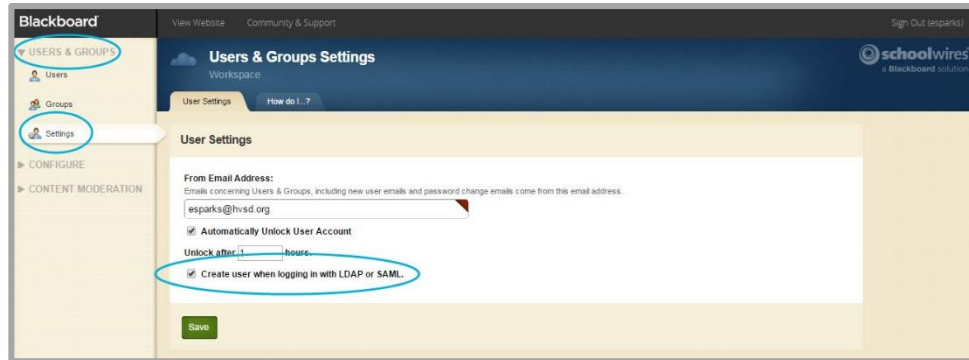 Blackboard
View Website Community & Support Sign Out (esparks)
USERS & GROUPS
Users
Groups
Settings
CONFIGURE
CONTENT MODERATION
Users & Groups Settings
Workspace
schoolwires
a Blackboard solution
User Settings How do I...?
User Settings
From Email Address:
Emails concerning Users & Groups, including new user emails and password change emails come from this email address.
esparks@hvsd.org
Automatically Unlock User Account
Unlock after 1 hours.
Create user when logging in with LDAP or SAML.
Save